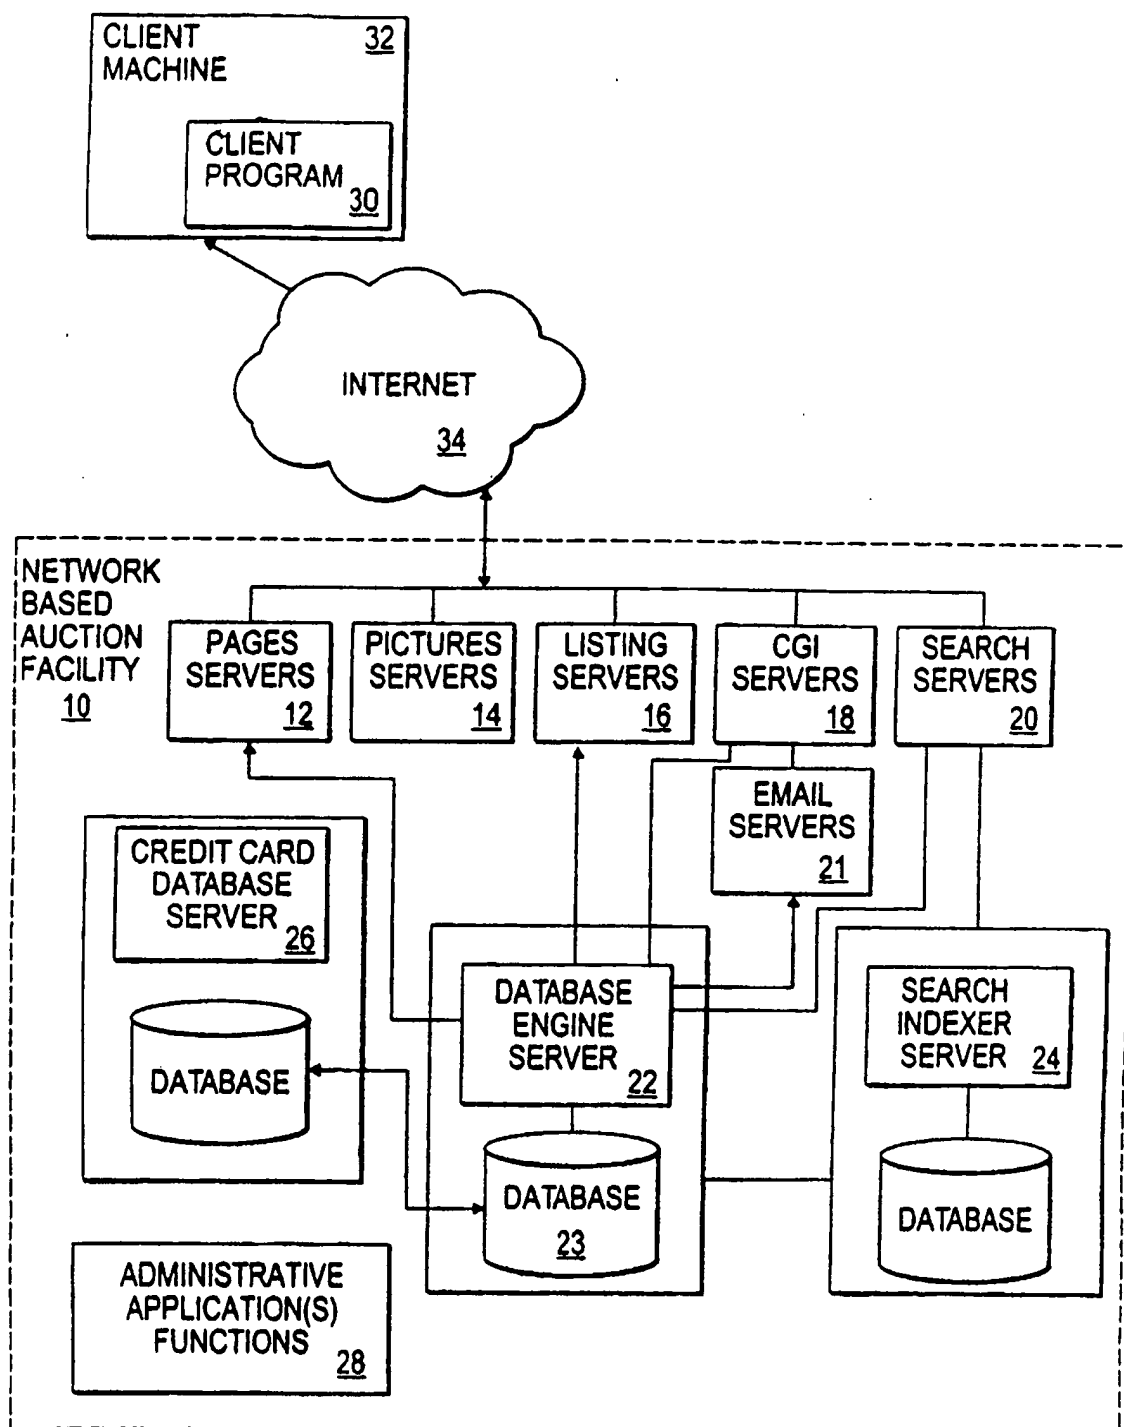 CLIENT
MACHINE
32
CLIENT
PROGRAM
30
INTERNET
34
NETWORK
BASED
AUCTION
FACILITY
10
PAGES
SERVERS
12
PICTURES
SERVERS
14
LISTING
SERVERS
16
CGI
SERVERS
18
SEARCH
SERVERS
20
EMAIL
SERVERS
21
CREDIT CARD
DATABASE
SERVER
26
DATABASE
DATABASE
ENGINE
SERVER
22
DATABASE
23
SEARCH
INDEXER
SERVER
24
DATABASE
ADMINISTRATIVE
APPLICATION(S)
FUNCTIONS
28